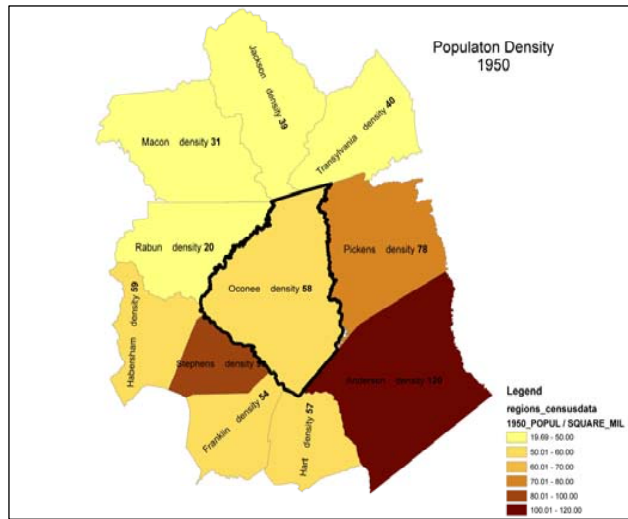 Populaton Density
1950
Jackson density 39
Transylvania density 40
Macon density 31
Rabun density 20
Pickens density 78
Oconee density 58
Habersham density 59
Stephens density
Anderson density
Franklin density 54
Hart density 57
Legend
regions_censusdata
1950_POPUL / SQUARE_MIL
19.69 - 50.00
50.01 - 60.00
60.01 - 70.00
70.01 - 80.00
80.01 - 100.00
100.01 - 120.00